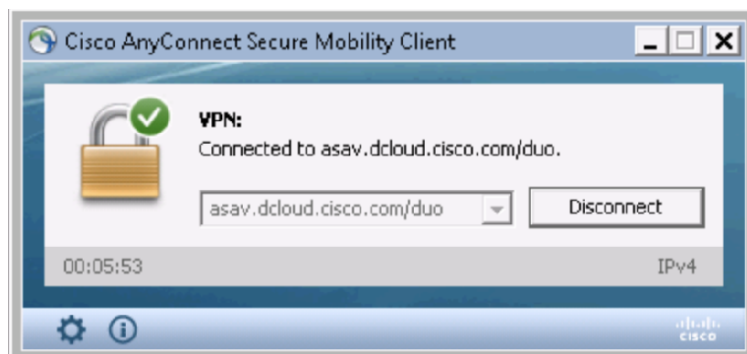 Cisco AnyConnect Secure Mobility Client
VPN:
Connected to asav.dcloud.cisco.com/duo.
asav.dcloud.cisco.com/duo
Disconnect
00:05:53
IPv4
cisco